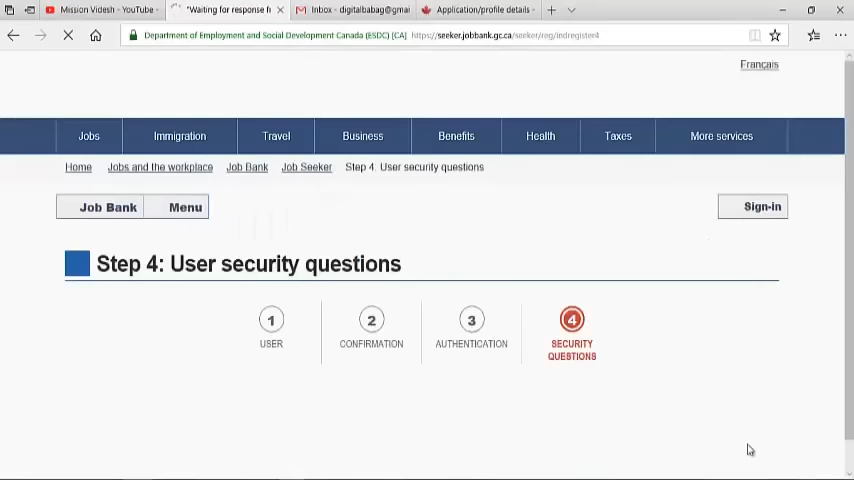 Mission Videsh - YouTube
"Waiting for response fr
Inbox - digitalbabag@gmai
Application/profile details -
Department of Employment and Social Development Canada (ESDC) [CA] https://seeker.jobbank.gc.ca/seeker/reg/indregister4
Français
Jobs Immigration Travel Business Benefits Health Taxes More services
Home Jobs and the workplace Job Bank Job Seeker Step 4: User security questions
Job Bank Menu Sign-in
Step 4: User security questions
1 2 3 4
USER CONFIRMATION AUTHENTICATION SECURITY
QUESTIONS